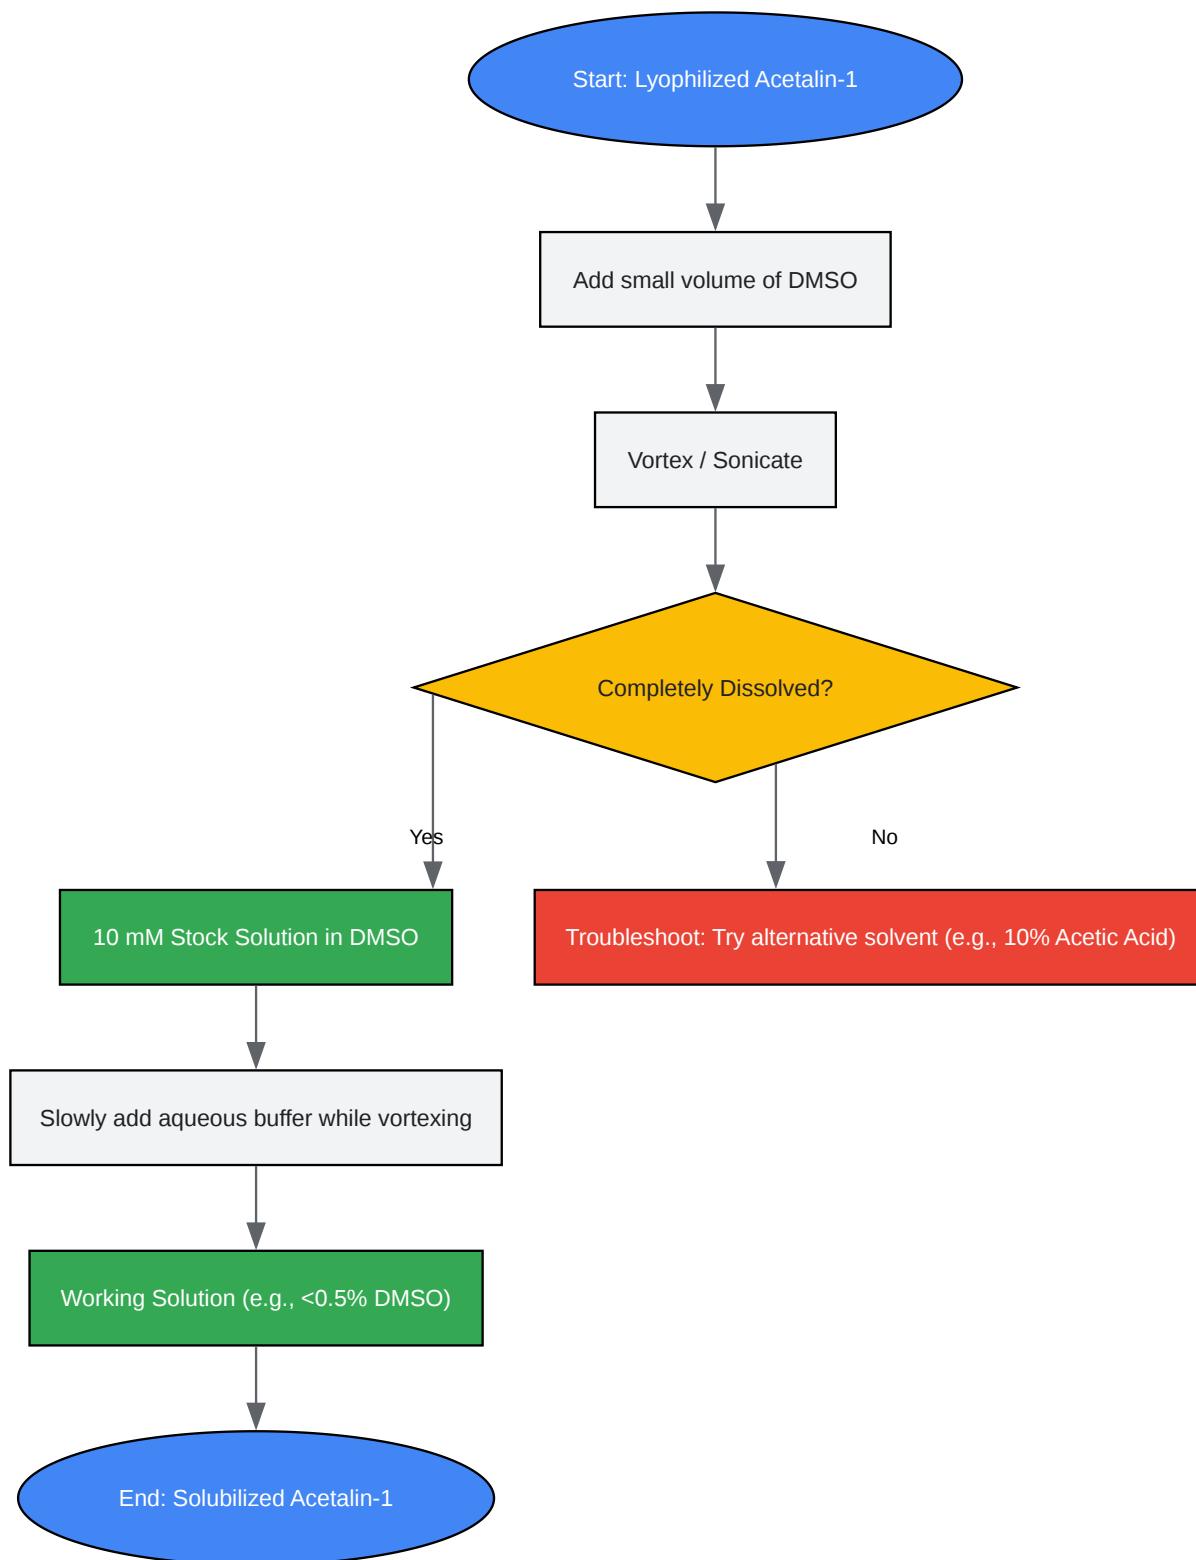 Start: Lyophilized Acetalin-1
Add small volume of DMSO
Vortex / Sonicate
Completely Dissolved?
Yes
No
10 mM Stock Solution in DMSO
Troubleshoot: Try alternative solvent (e.g., 10% Acetic Acid)
Slowly add aqueous buffer while vortexing
Working Solution (e.g., <0.5% DMSO)
End: Solubilized Acetalin-1